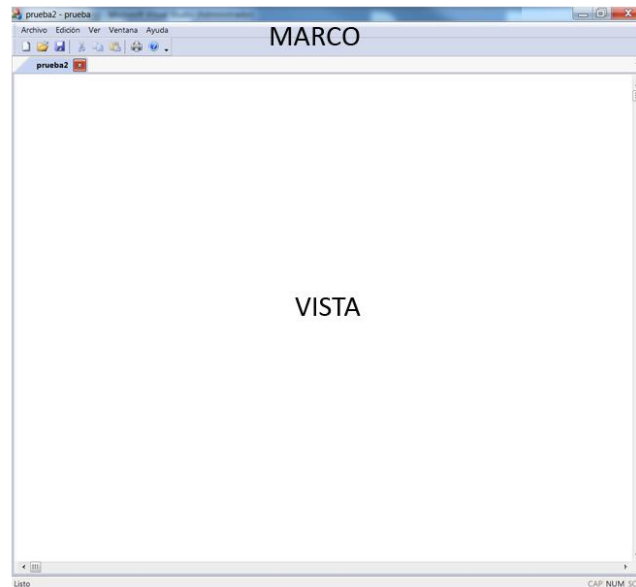 prueba2 - prueba
Archivo Edición Ver Ventana Ayuda
MARCO
prueba2
VISTA
Listo
CAP NUM